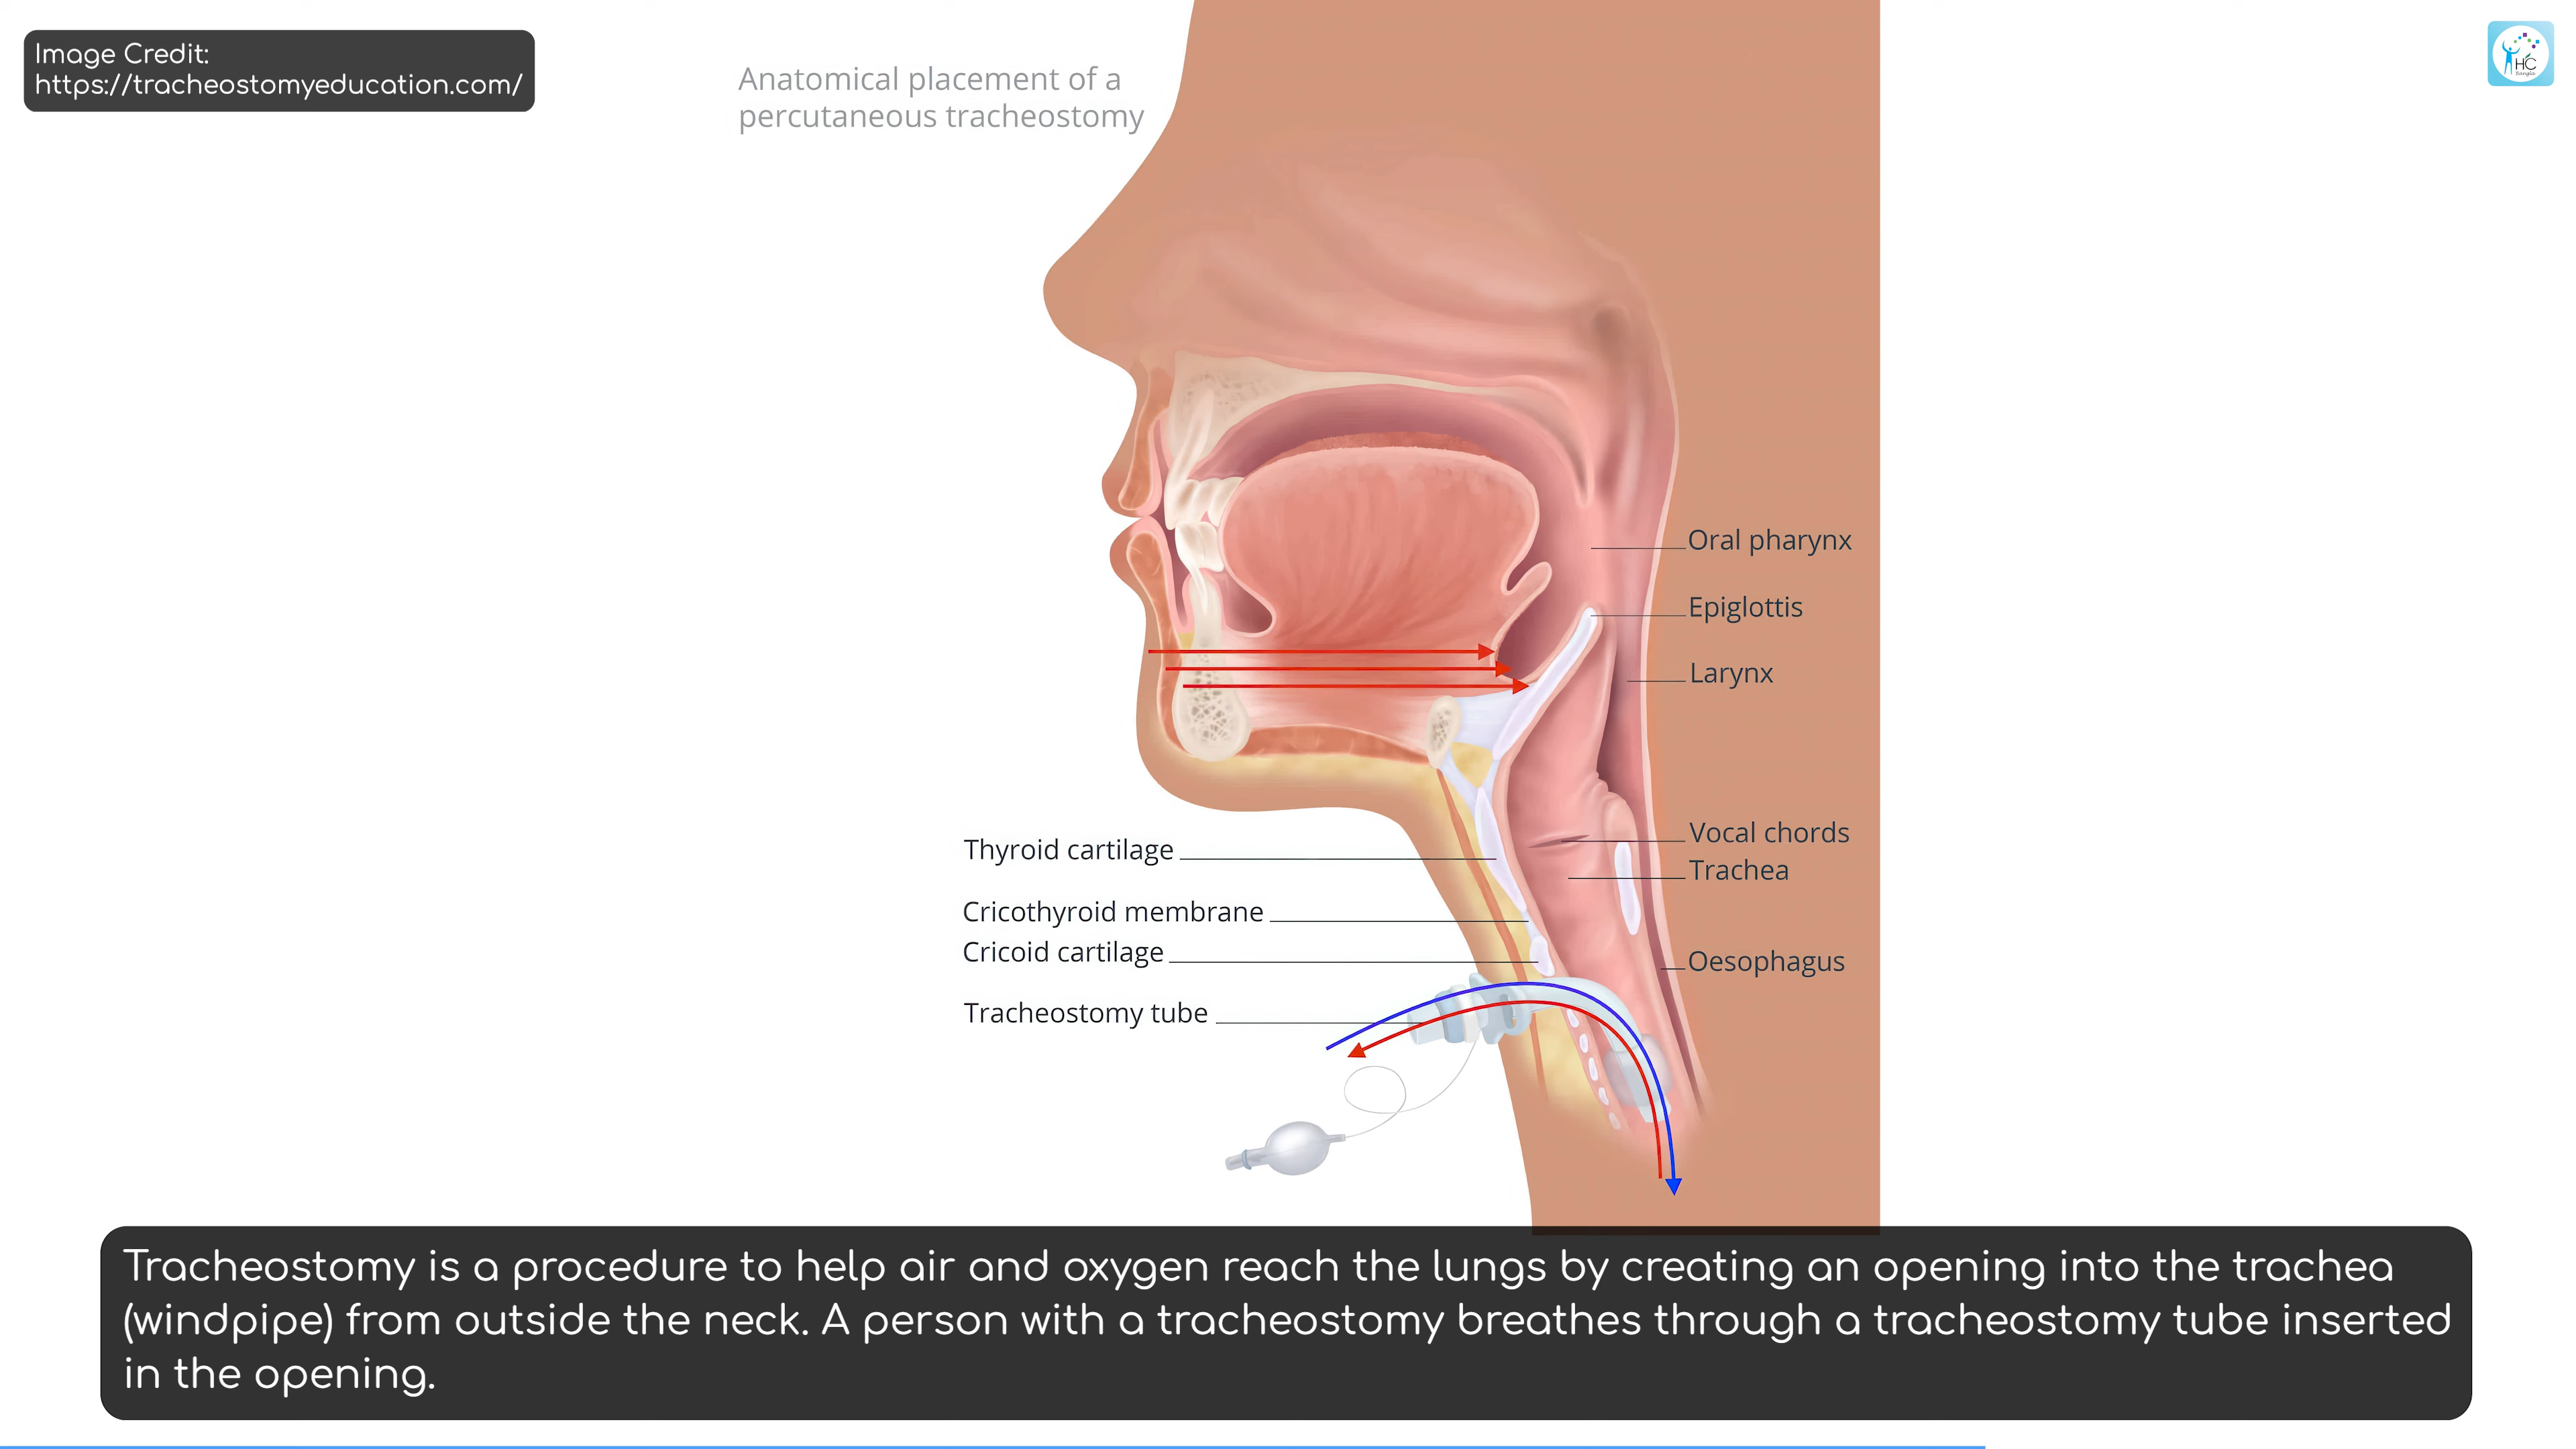 Image Credit:
https://tracheostomyeducation.com/
Anatomical placement of a
percutaneous tracheostomy
HC
Bangla
Oral pharynx
Epiglottis
Larynx
Vocal chords
Trachea
Oesophagus
Thyroid cartilage
Cricothyroid membrane
Cricoid cartilage
Tracheostomy tube
Tracheostomy is a procedure to help air and oxygen reach the lungs by creating an opening into the trachea
(windpipe) from outside the neck. A person with a tracheostomy breathes through a tracheostomy tube inserted
in the opening.